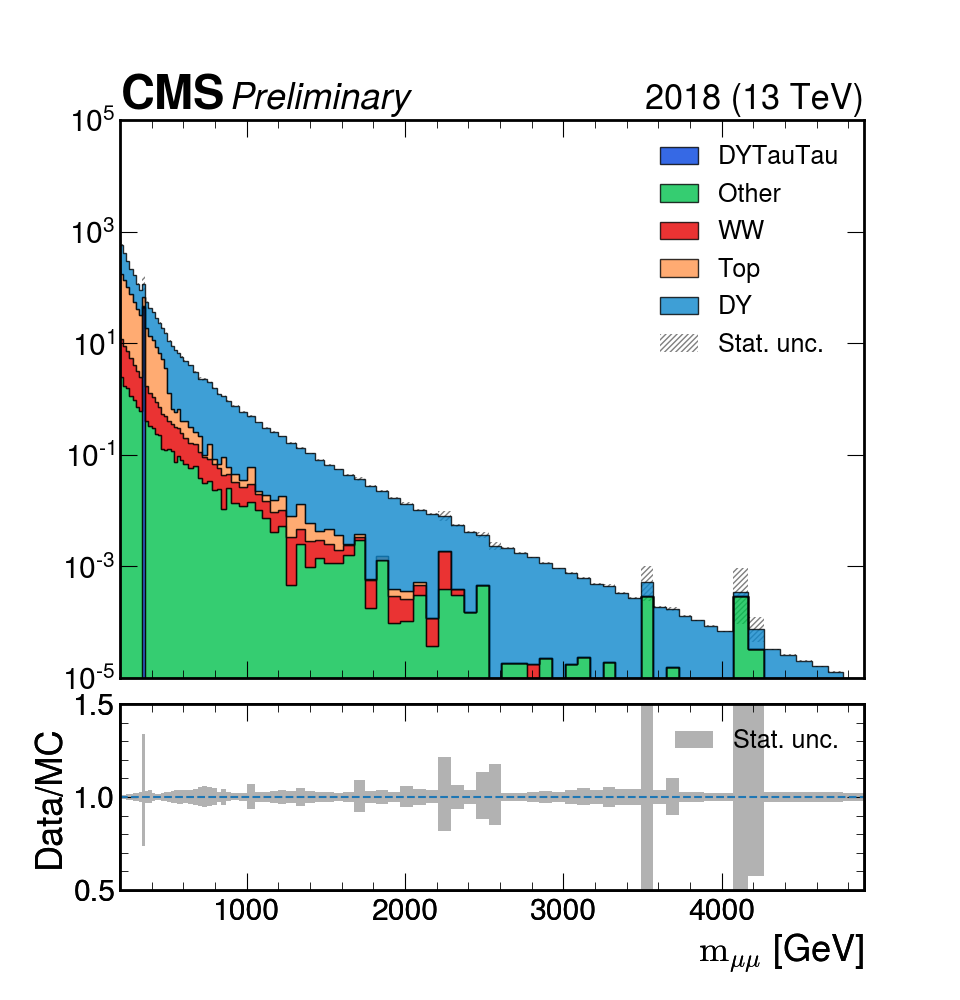 CMS Preliminary 2018 (13 TeV)
10^5
10^3
10^1
10^-1
10^-3
10^-5
DYTauTau
Other
WW
Top
DY
Stat. unc.
1.5
1.0
0.5
Data/MC
Stat. unc.
1000 2000 3000 4000
m_μμ [GeV]